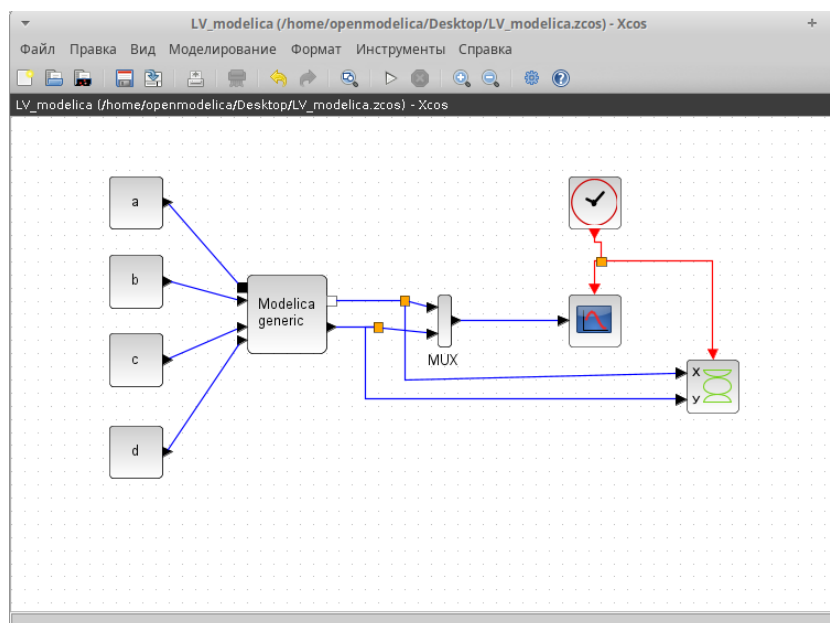 LV_modelica (/home/openmodelica/Desktop/LV_modelica.zcos) - Xcos
Файл Правка Вид Моделирование Формат Инструменты Справка
LV_modelica (/home/openmodelica/Desktop/LV_modelica.zcos) - Xcos
a
b
Modelica
generic
c
MUX
X
У
d